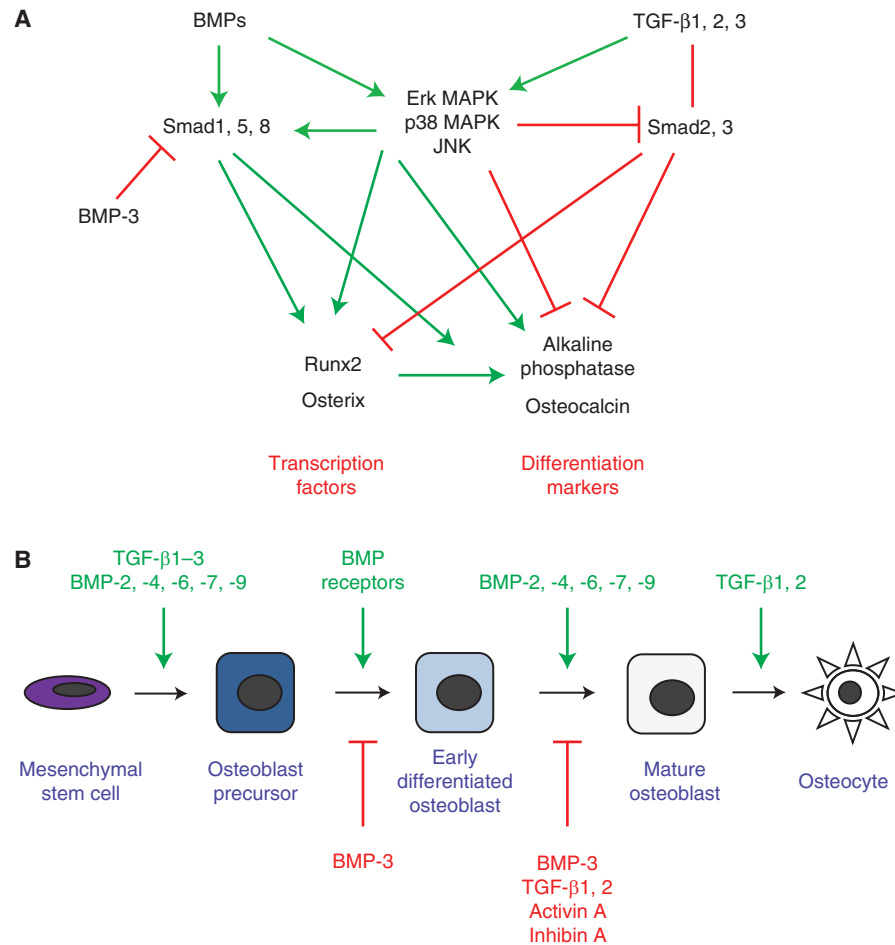 A
BMPs
TGF-β1, 2, 3
Erk MAPK
p38 MAPK
JNK
Smad1, 5, 8
Smad2, 3
BMP-3
Runx2
Osterix
Alkaline
phosphatase
Osteocalcin
Transcription
factors
Differentiation
markers
B
TGF-β1–3
BMP-2, -4, -6, -7, -9
BMP
receptors
BMP-2, -4, -6, -7, -9
TGF-β1, 2
Mesenchymal
stem cell
Osteoblast
precursor
Early
differentiated
osteoblast
Mature
osteoblast
Osteocyte
BMP-3
BMP-3
TGF-β1, 2
Activin A
Inhibin A